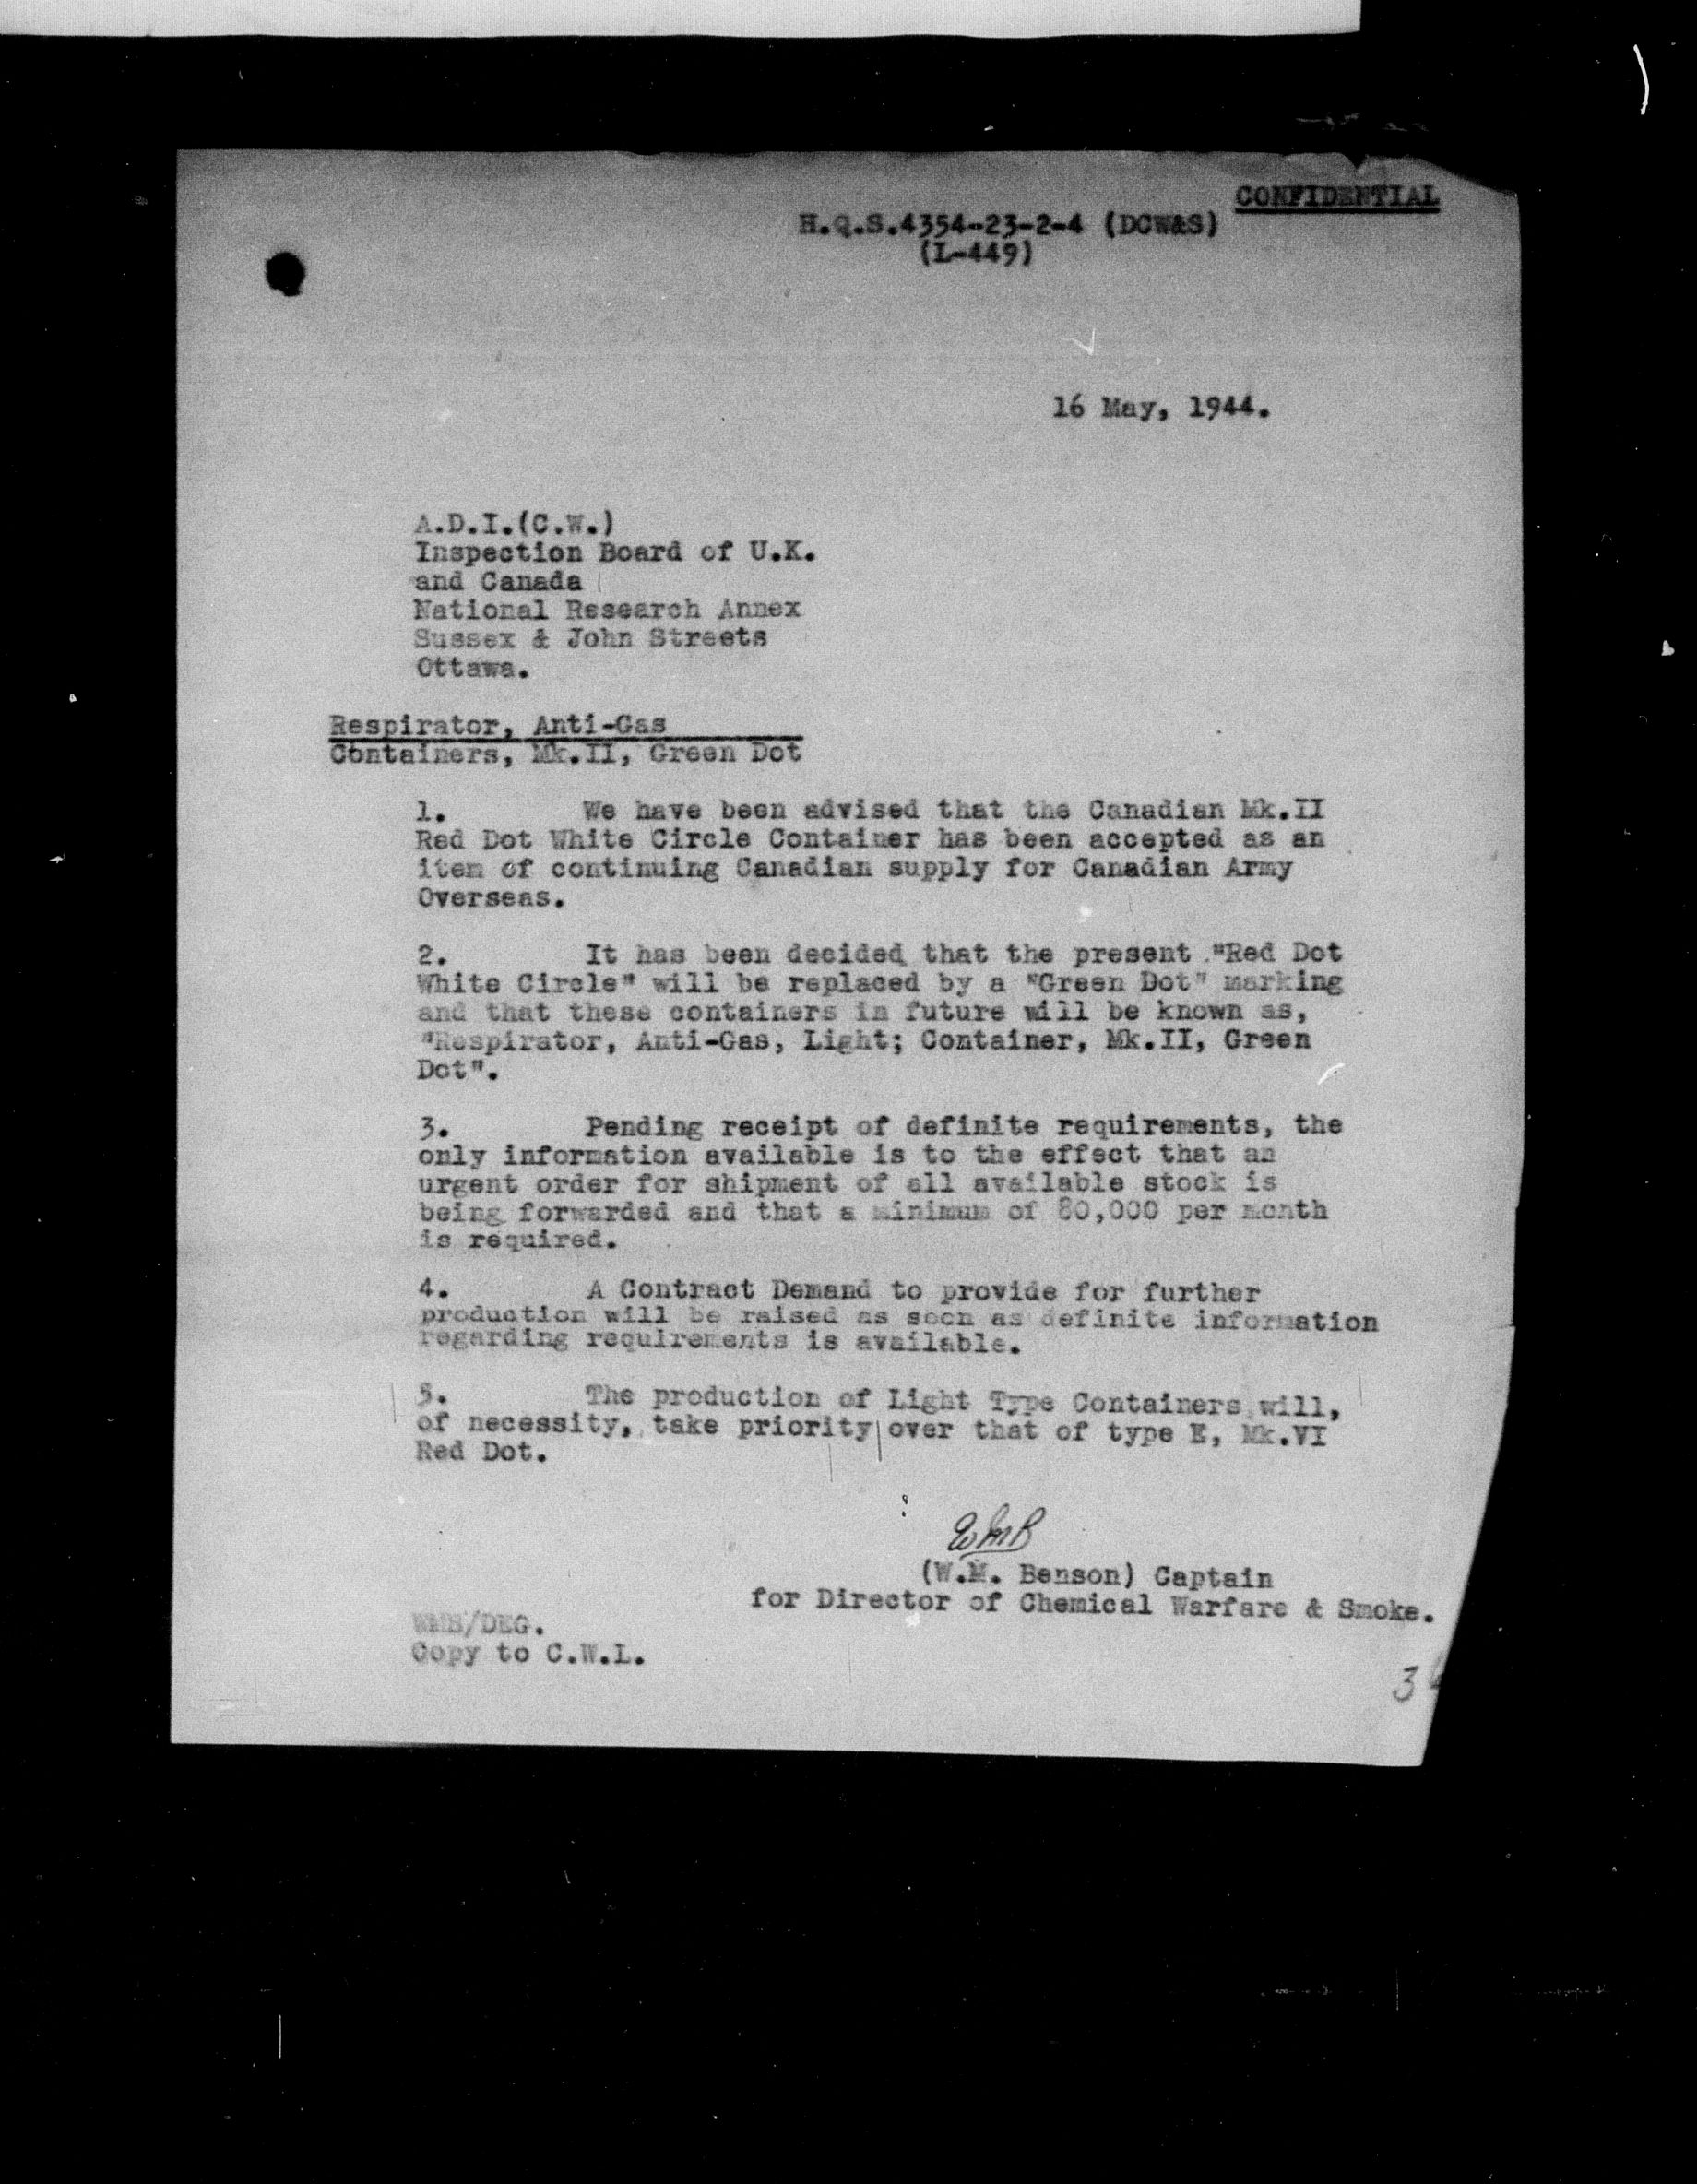 CONFIDENTIAL
H.Q.S.4354-23-2-4 (DCW&S)
(L-449)
16 May, 1944.
A.D.I.(C.W.)
Inspection Board of U.K.
and Canada
National Research Annex
Sussex & John Streets
Ottawa.
Respirator, Anti-Gas
Containers, Mk.II, Green Dot
1. We have been advised that the Canadian Mk.II
Red Dot White Circle Container has been accepted as an
item of continuing Canadian supply for Canadian Army
Overseas.
2. It has been decided that the present "Red Dot
White Circle" will be replaced by a "Green Dot" marking
and that these containers in future will be known as,
"Respirator, Anti-Gas, Light; Container, Mk.II, Green
Dot".
3. Pending receipt of definite requirements, the
only information available is to the effect that an
urgent order for shipment of all available stock is
being forwarded and that a minimum of 80,000 per month
is required.
4. A Contract Demand to provide for further
production will be raised as soon as definite information
regarding requirements is available.
5. The production of Light Type Containers will,
of necessity, take priority over that of type E, Mk.VI
Red Dot.
WMB
(W.M. Benson) Captain
for Director of Chemical Warfare & Smoke.
WMB/DEG.
Copy to C.W.L.
3